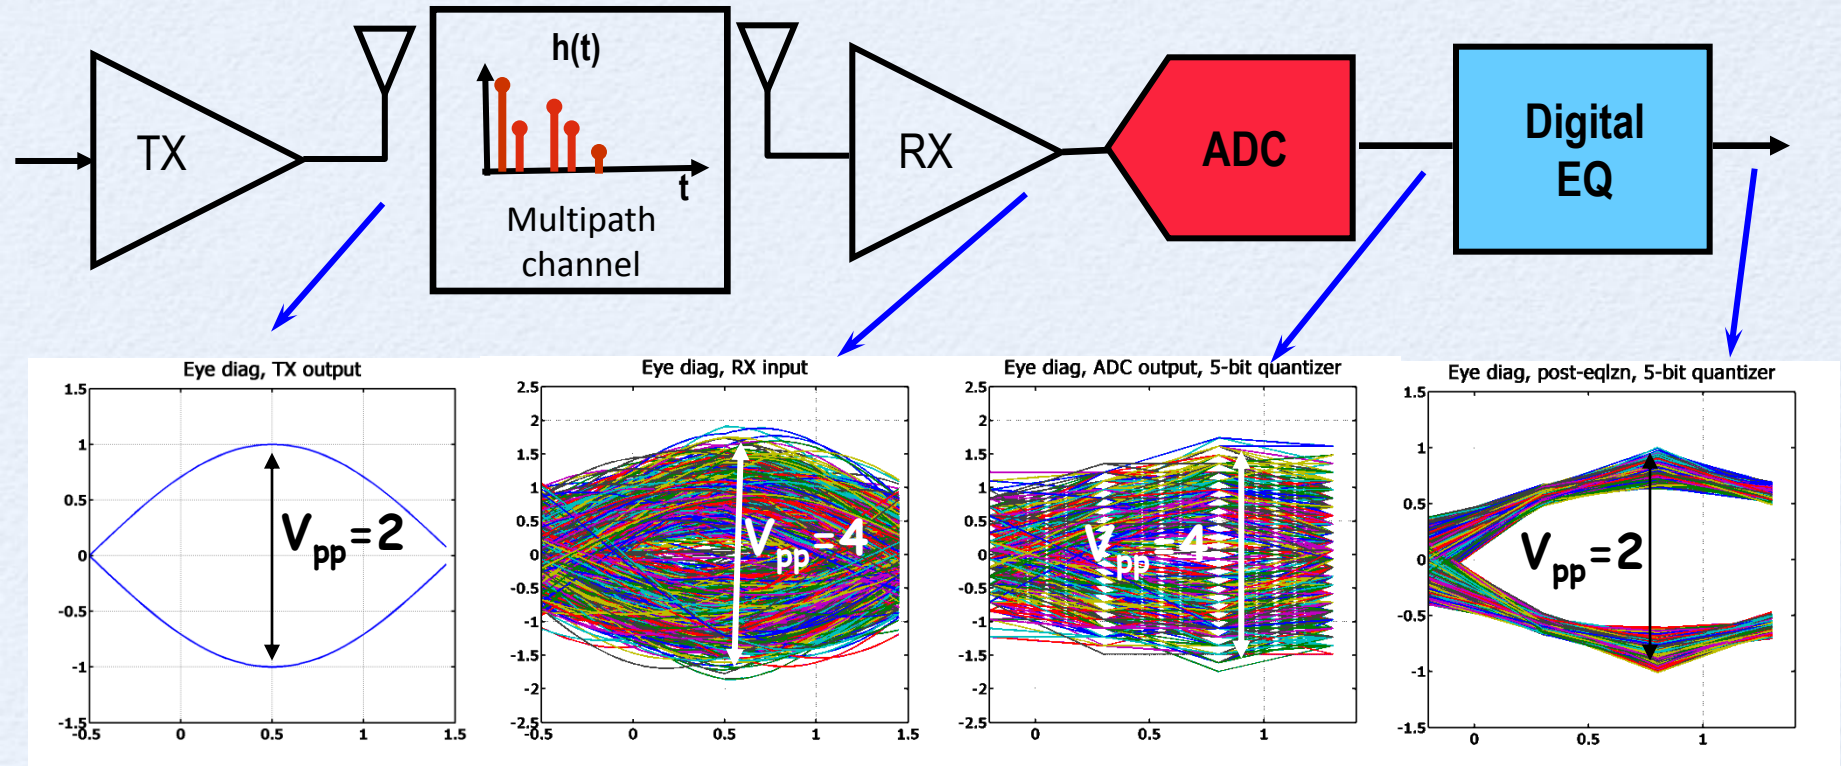 TX
h(t)
t
Multipath
channel
RX
ADC
Digital
EQ
Eye diag, TX output
1.5
1
0.5
0
-0.5
-1
-1.5
-0.5 0 0.5 1 1.5
Vpp=2
Eye diag, RX input
2.5
2
1.5
1
0.5
0
-0.5
-1
-1.5
-2
-2.5
-0.5 0 0.5 1 1.5
Vpp=4
Eye diag, ADC output, 5-bit quantizer
2.5
2
1.5
1
0.5
0
-0.5
-1
-1.5
-2
-2.5
0 0.5 1
Vpp=4
Eye diag, post-eqlzn, 5-bit quantizer
1.5
1
0.5
0
-0.5
-1
-1.5
0 0.5 1
Vpp=2